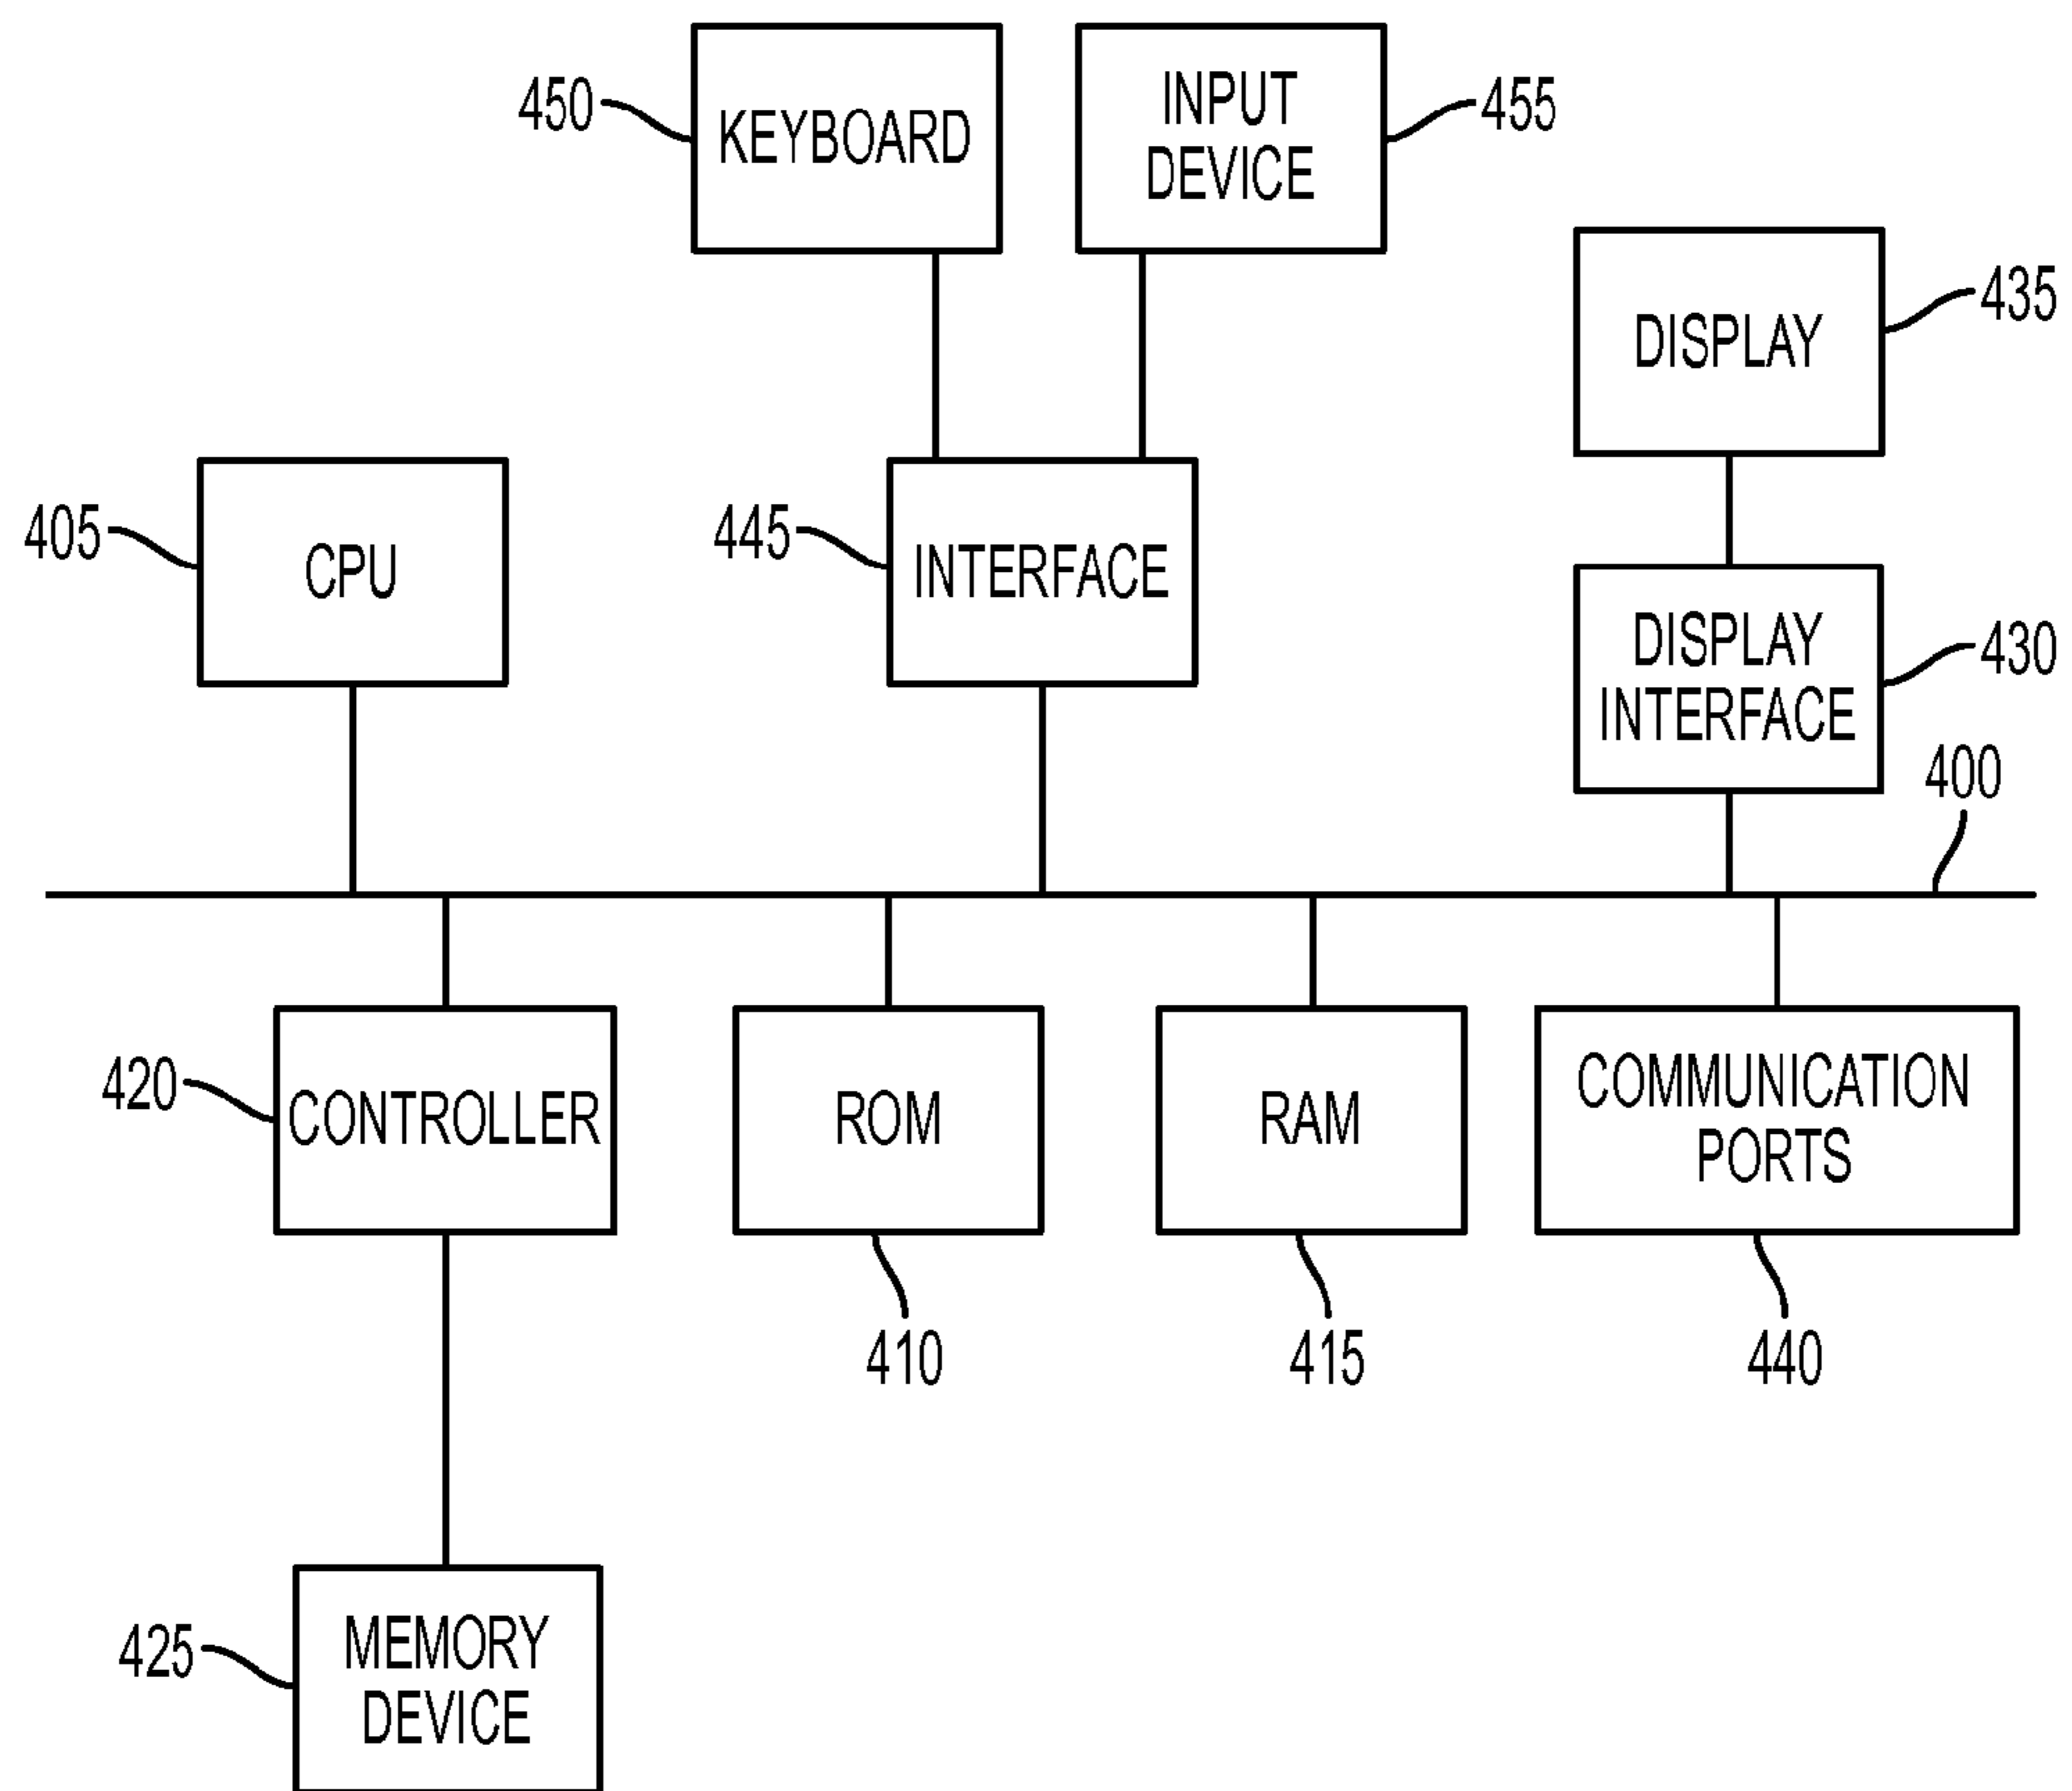 450
KEYBOARD
INPUT
DEVICE
455
DISPLAY
435
405
CPU
445
INTERFACE
DISPLAY
INTERFACE
430
400
420
CONTROLLER
ROM
RAM
COMMUNICATION
PORTS
410
415
440
425
MEMORY
DEVICE